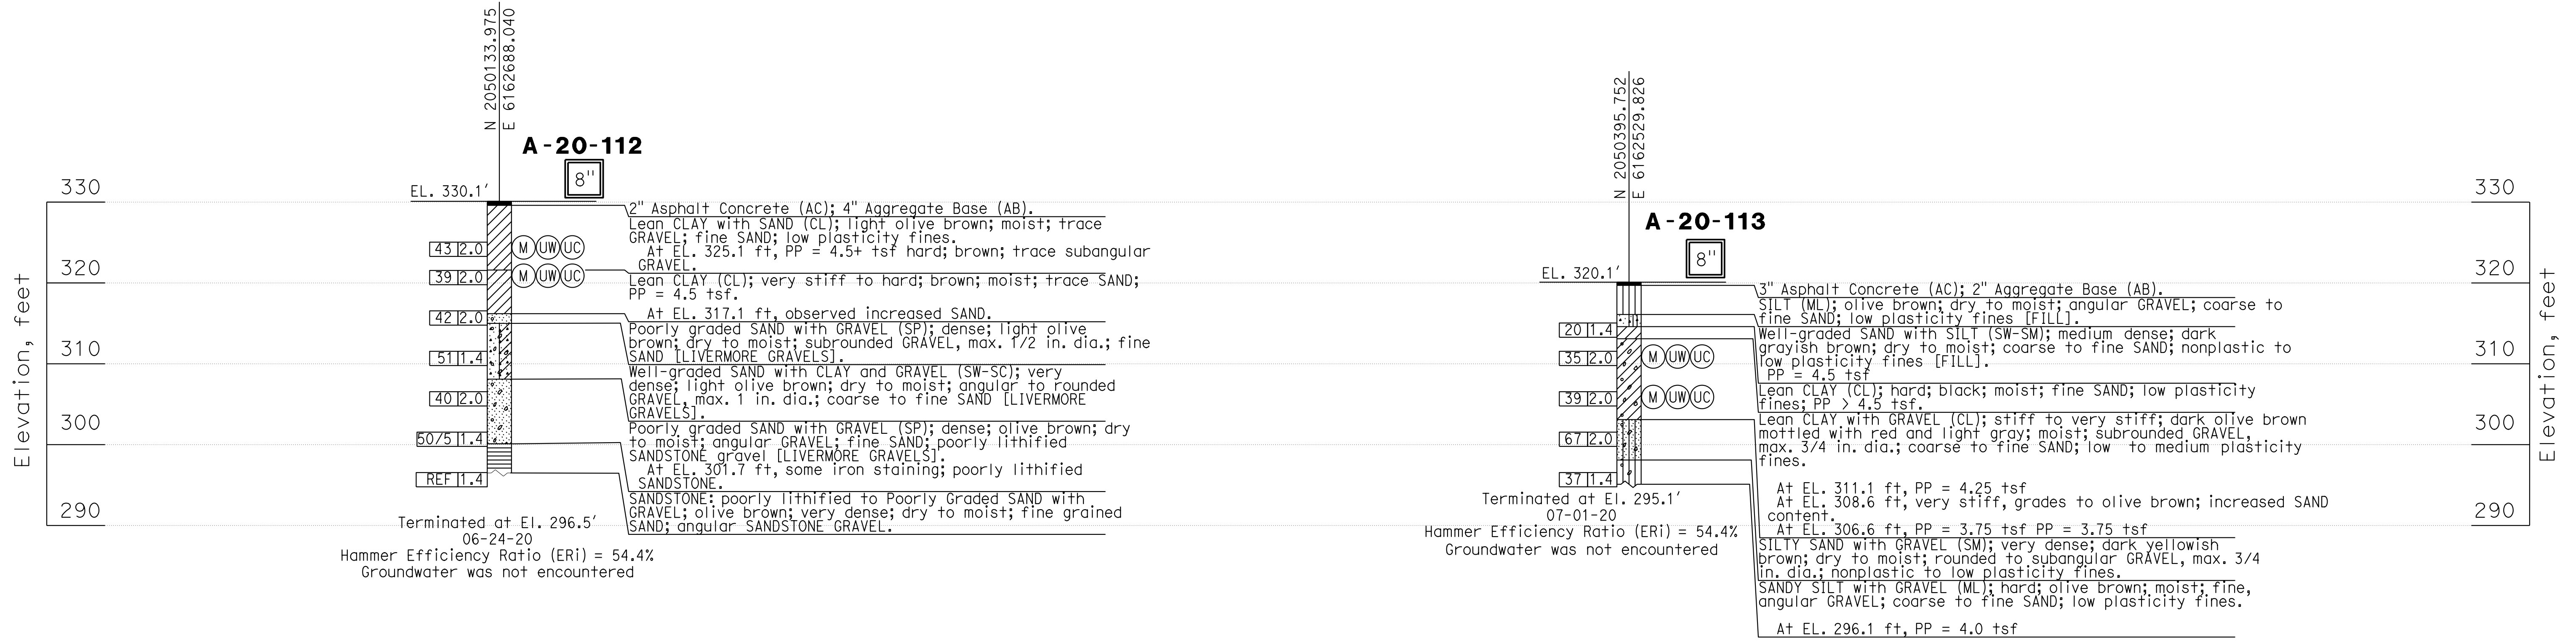 N 2050133.975
E 6162688.040
A-20-112
8"
EL. 330.1'
Elevation, feet
330
320
310
300
290
43 2.0 M UW UC
39 2.0 M UW UC
42 2.0
51 1.4
40 2.0
50/5 1.4
REF 1.4
2" Asphalt Concrete (AC); 4" Aggregate Base (AB).
Lean CLAY with SAND (CL); light olive brown; moist; trace
GRAVEL; fine SAND; low plasticity fines.
At EL. 325.1 ft, PP = 4.5+ tsf hard; brown; trace subangular
GRAVEL.
Lean CLAY (CL); very stiff to hard; brown; moist; trace SAND;
PP = 4.5 tsf.
At EL. 317.1 ft, observed increased SAND.
Poorly graded SAND with GRAVEL (SP); dense; light olive
brown; dry to moist; subrounded GRAVEL, max. 1/2 in. dia.; fine
SAND [LIVERMORE GRAVELS].
Well-graded SAND with CLAY and GRAVEL (SW-SC); very
dense; light olive brown; dry to moist; angular to rounded
GRAVEL, max. 1 in. dia.; coarse to fine SAND [LIVERMORE
GRAVELS].
Poorly graded SAND with GRAVEL (SP); dense; olive brown; dry
to moist; angular GRAVEL; fine SAND; poorly lithified
SANDSTONE gravel [LIVERMORE GRAVELS].
At EL. 301.7 ft, some iron staining; poorly lithified
SANDSTONE.
SANDSTONE: poorly lithified to Poorly Graded SAND with
GRAVEL; olive brown; very dense; dry to moist; fine grained
SAND; angular SANDSTONE GRAVEL.
Terminated at El. 296.5'
06-24-20
Hammer Efficiency Ratio (ERi) = 54.4%
Groundwater was not encountered
N 2050395.752
E 6162529.826
A-20-113
8"
EL. 320.1'
20 1.4
35 2.0 M UW UC
39 2.0 M UW UC
67 2.0
37 1.4
3" Asphalt Concrete (AC); 2" Aggregate Base (AB).
SILT (ML); olive brown; dry to moist; angular GRAVEL; coarse to
fine SAND; low plasticity fines [FILL].
Well-graded SAND with SILT (SW-SM); medium dense; dark
grayish brown; dry to moist; coarse to fine SAND; nonplastic to
low plasticity fines [FILL].
PP = 4.5 tsf
Lean CLAY (CL); hard; black; moist; fine SAND; low plasticity
fines; PP > 4.5 tsf.
Lean CLAY with GRAVEL (CL); stiff to very stiff; dark olive brown
mottled with red and light gray; moist; subrounded GRAVEL,
max. 3/4 in. dia.; coarse to fine SAND; low to medium plasticity
fines.
At EL. 311.1 ft, PP = 4.25 tsf
At EL. 308.6 ft, very stiff, grades to olive brown; increased SAND
content.
At EL. 306.6 ft, PP = 3.75 tsf PP = 3.75 tsf
SILTY SAND with GRAVEL (SM); very dense; dark yellowish
brown; dry to moist; rounded to subangular GRAVEL, max. 3/4
in. dia.; nonplastic to low plasticity fines.
SANDY SILT with GRAVEL (ML); hard; olive brown; moist; fine,
angular GRAVEL; coarse to fine SAND; low plasticity fines.
At EL. 296.1 ft, PP = 4.0 tsf
Terminated at El. 295.1'
07-01-20
Hammer Efficiency Ratio (ERi) = 54.4%
Groundwater was not encountered
330
320
310
300
290
Elevation, feet